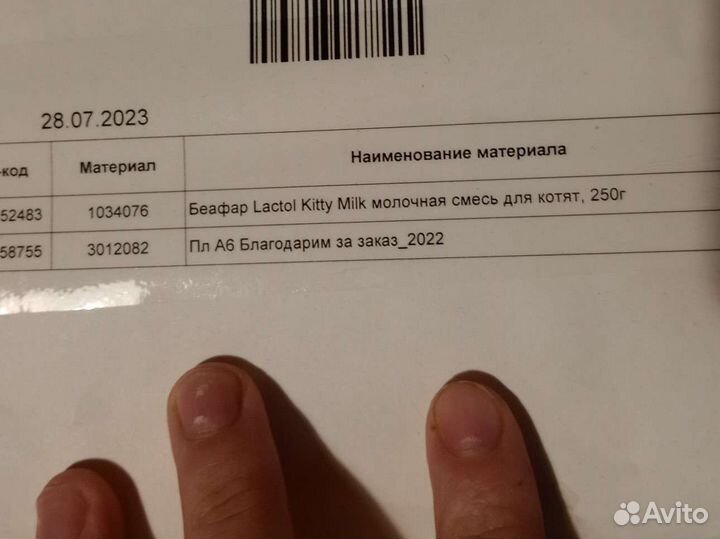 28.07.2023
-код Материал Наименование материала
52483 1034076 Беафар Lactol Kitty Milk молочная смесь для котят, 250г
58755 3012082 Пл А6 Благодарим за заказ_2022
Avito